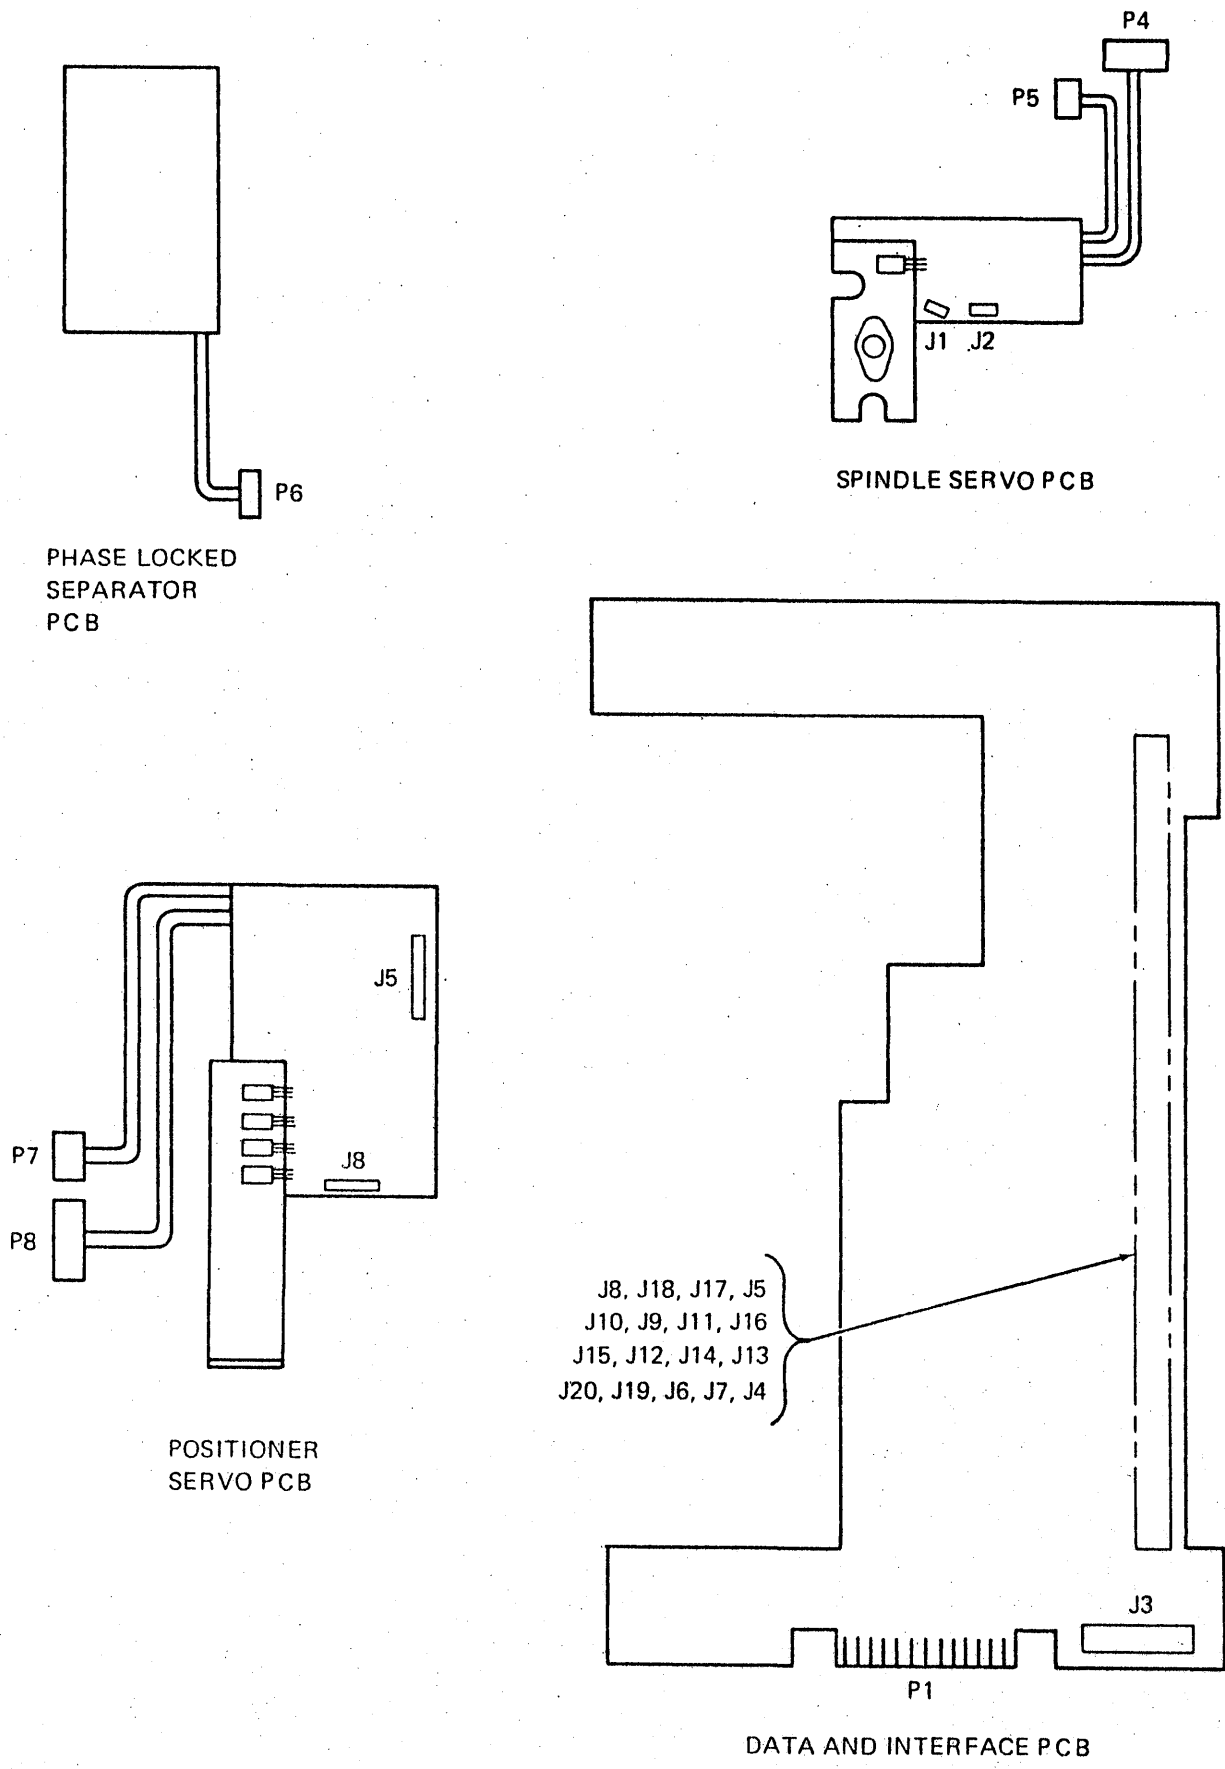 P4
P5
J1
J2
SPINDLE SERVO PCB
P6
PHASE LOCKED
SEPARATOR
PCB
J5
J8
P7
P8
POSITIONER
SERVO PCB
J8, J18, J17, J5
J10, J9, J11, J16
J15, J12, J14, J13
J20, J19, J6, J7, J4
J3
P1
DATA AND INTERFACE PCB